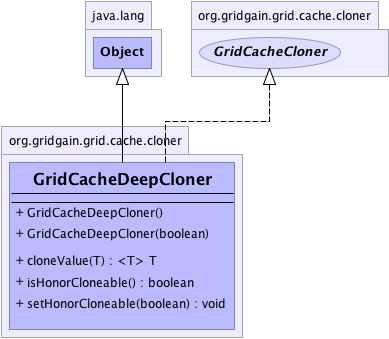 java.lang
org.gridgain.grid.cache.cloner
Object
GridCacheCloner
org.gridgain.grid.cache.cloner
GridCacheDeepCloner
+ GridCacheDeepCloner()
+ GridCacheDeepCloner(boolean)
+ cloneValue(T) : <T> T
+ isHonorCloneable() : boolean
+ setHonorCloneable(boolean) : void